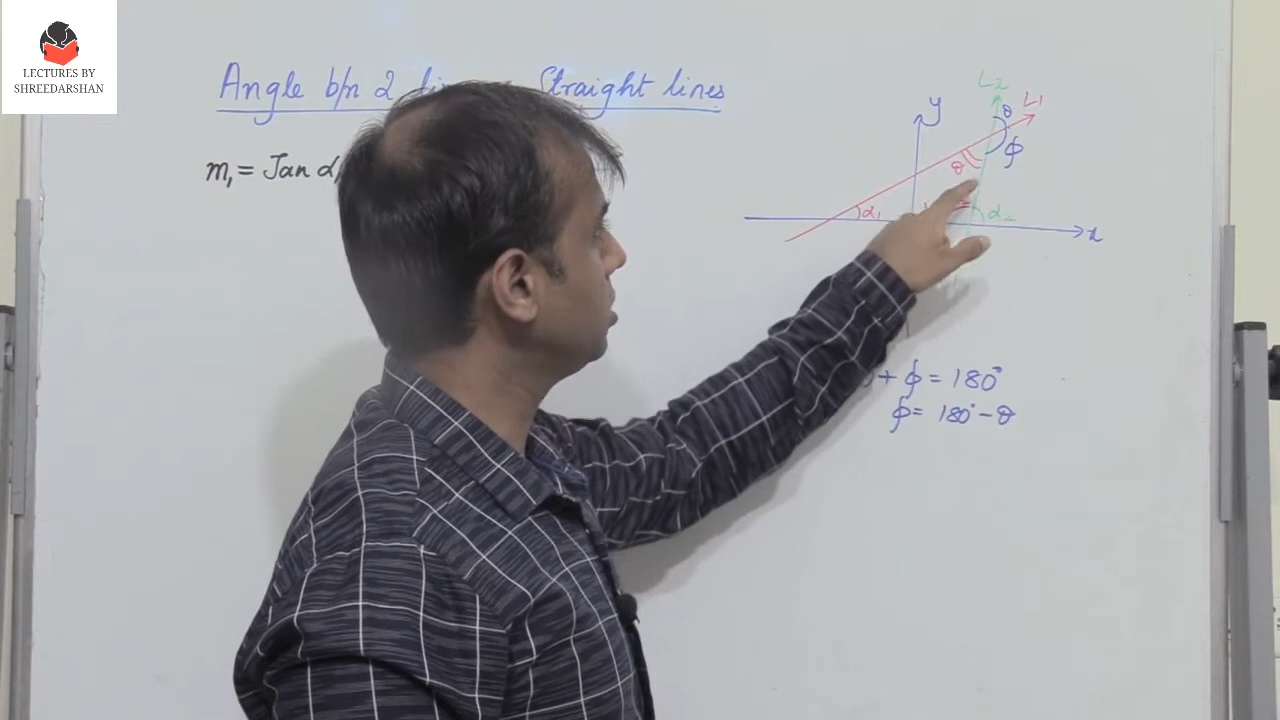 LECTURES BY
SHREEDARSHAN
Angle b/n 2 Straight lines
m₁ = Tan α
y
L2
L1
θ
ϕ
θ
α₁
α₂
x
+ ϕ = 180°
ϕ = 180° - θ